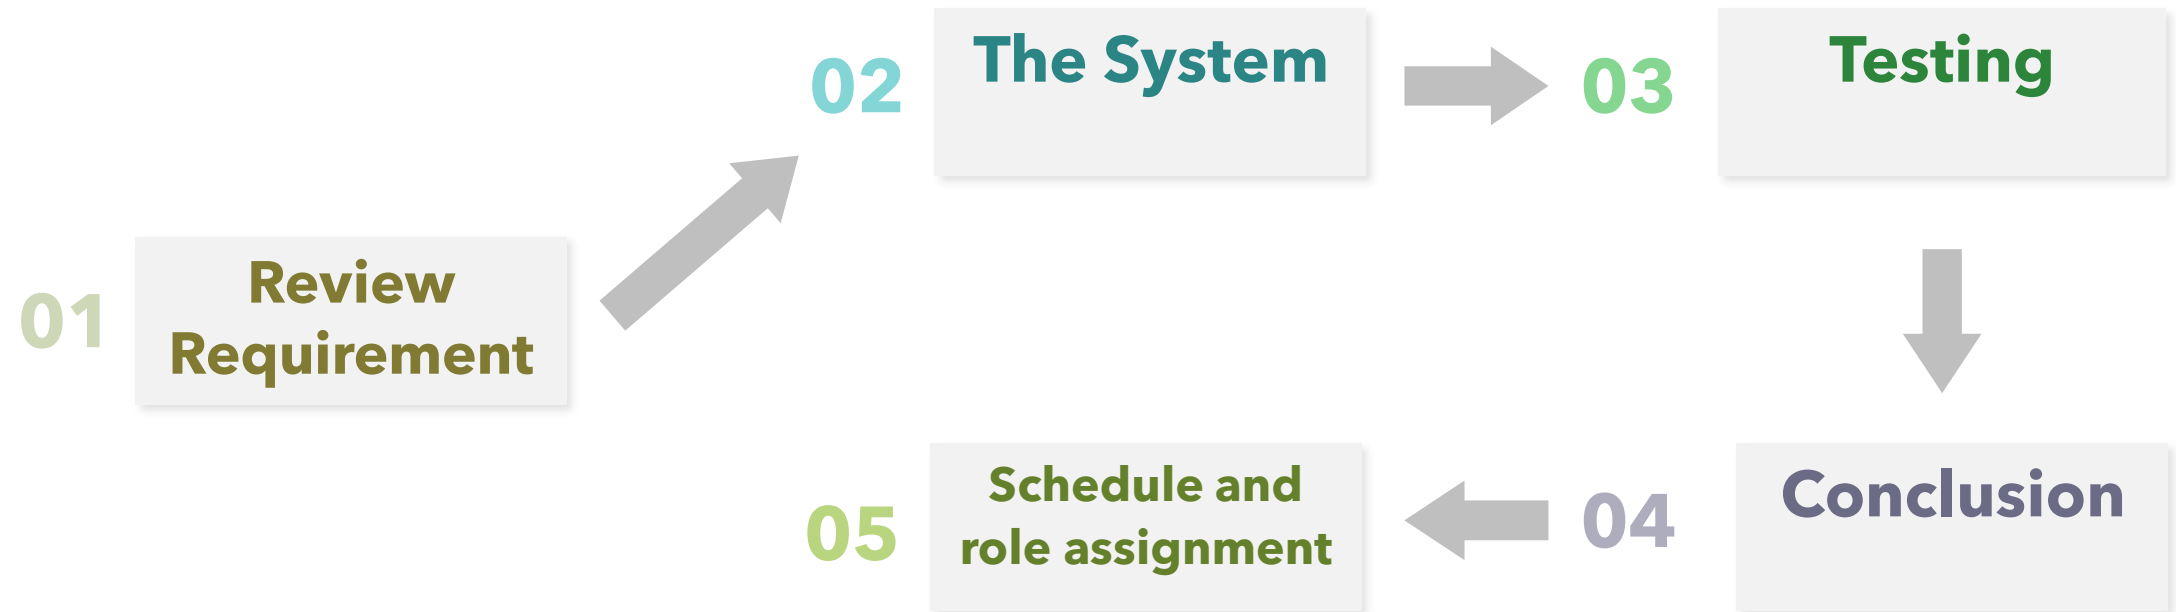 01
Review
Requirement
02
The System
03
Testing
04
Conclusion
05
Schedule and
role assignment